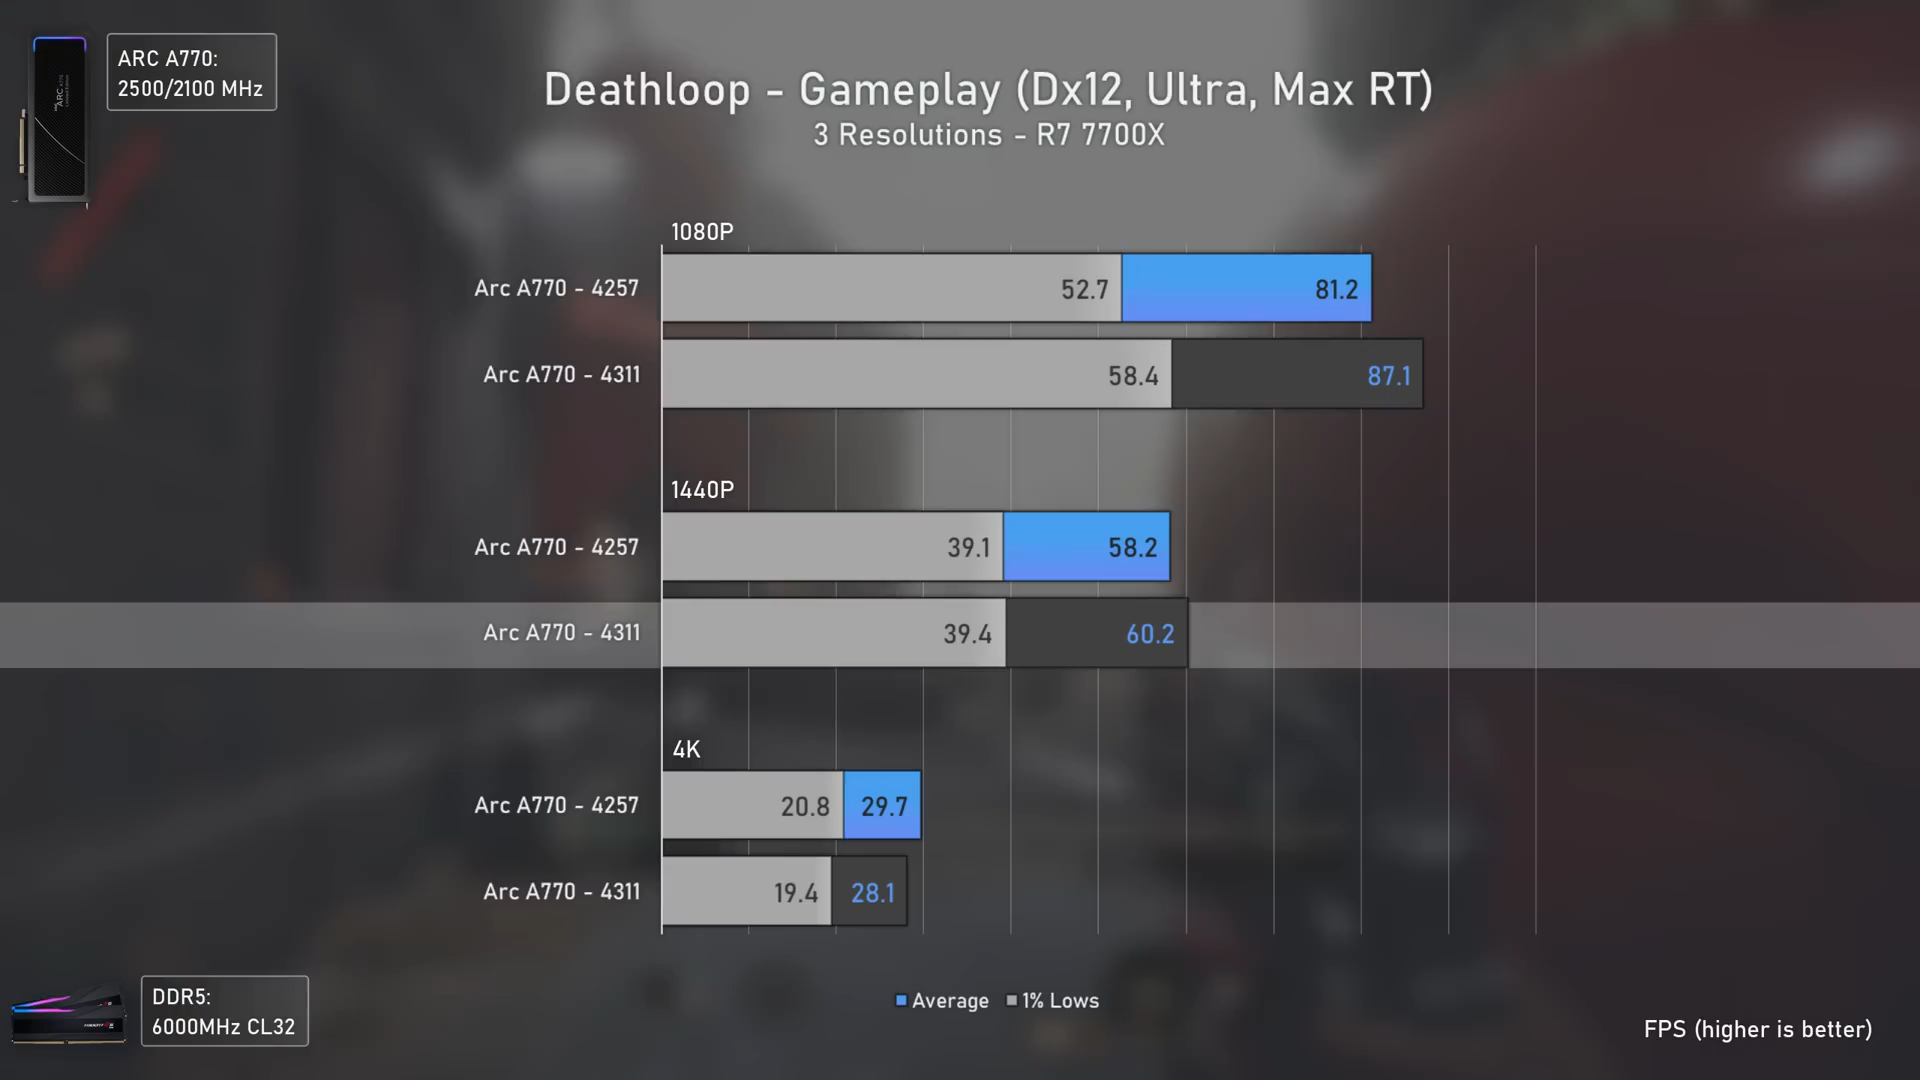 ARC A770:
2500/2100 MHz
Deathloop - Gameplay (Dx12, Ultra, Max RT)
3 Resolutions - R7 7700X
1080P
Arc A770 - 4257
52.7
81.2
Arc A770 - 4311
58.4
87.1
1440P
Arc A770 - 4257
39.1
58.2
Arc A770 - 4311
39.4
60.2
4K
Arc A770 - 4257
20.8
29.7
Arc A770 - 4311
19.4
28.1
DDR5:
6000MHz CL32
Average 1% Lows
FPS (higher is better)